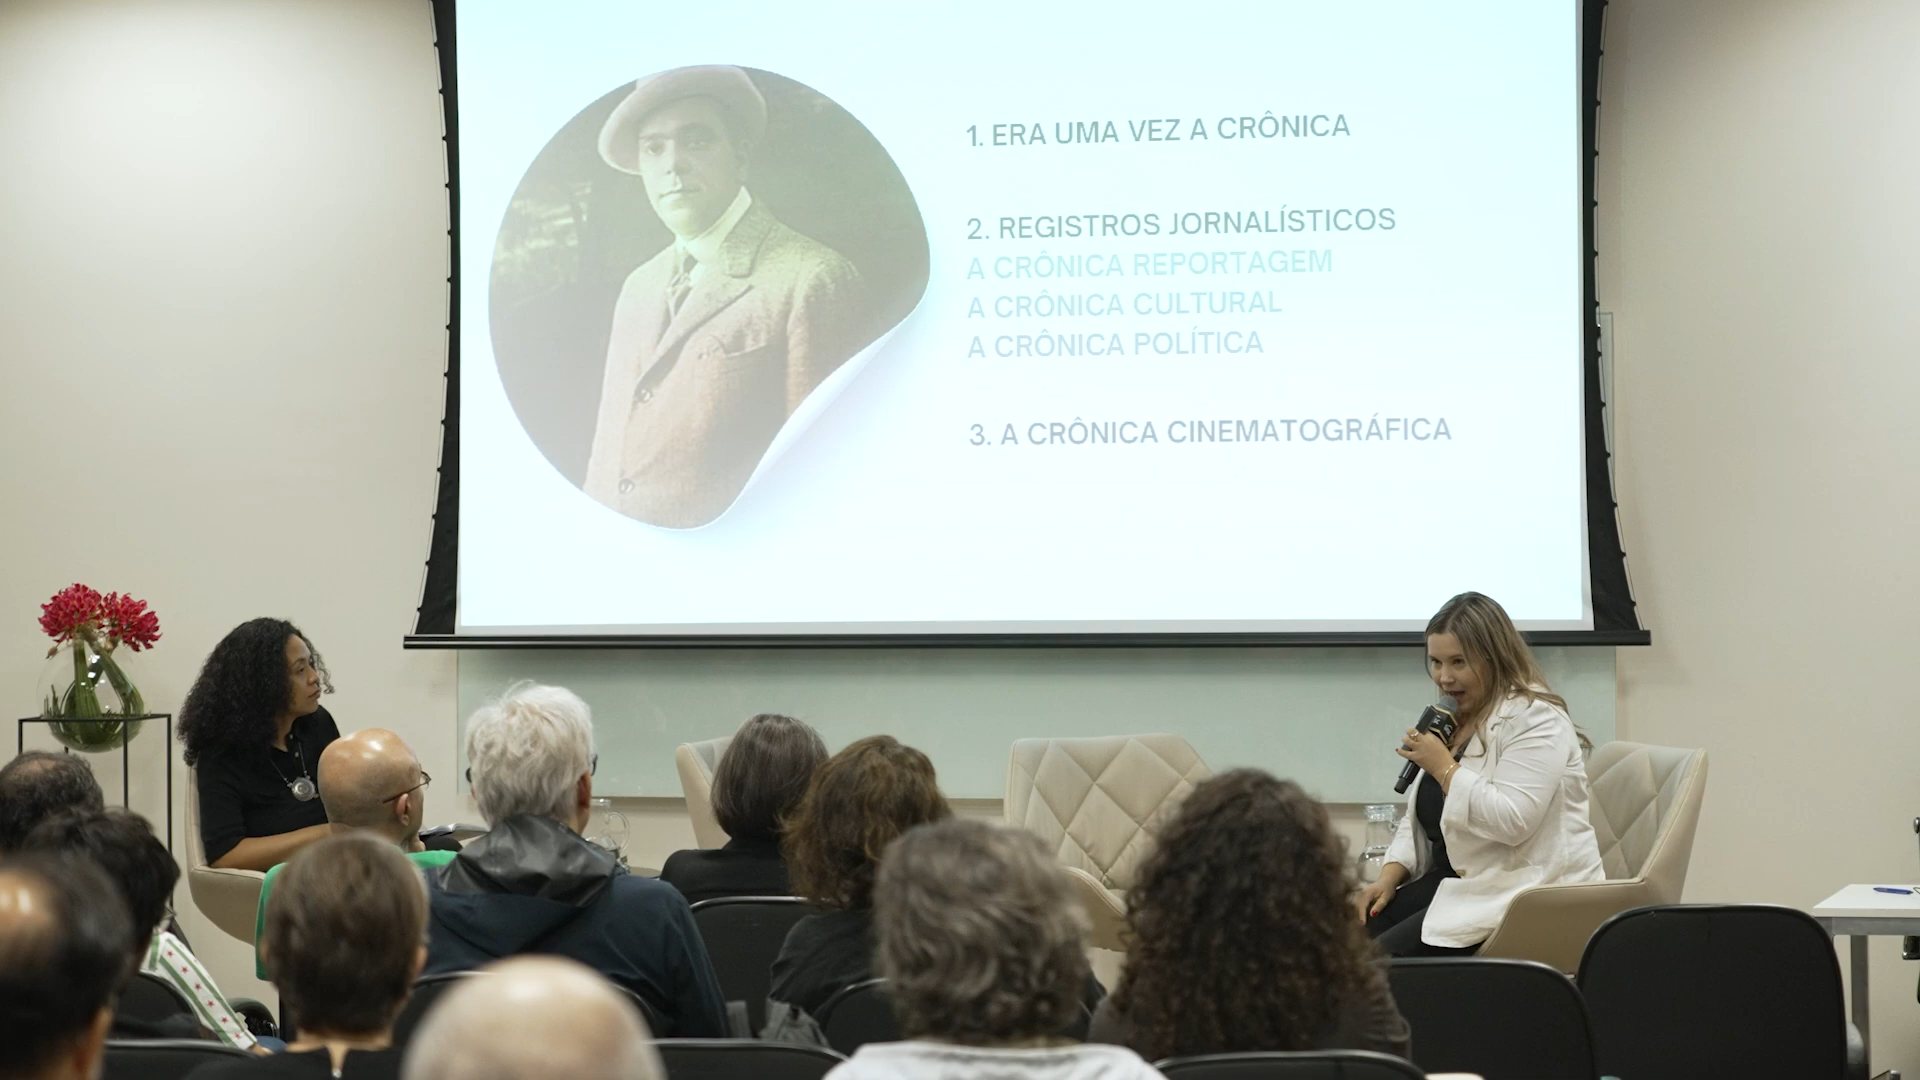 1. ERA UMA VEZ A CRÔNICA
2. REGISTROS JORNALÍSTICOS
A CRÔNICA REPORTAGEM
A CRÔNICA CULTURAL
A CRÔNICA POLÍTICA
3. A CRÔNICA CINEMATOGRÁFICA